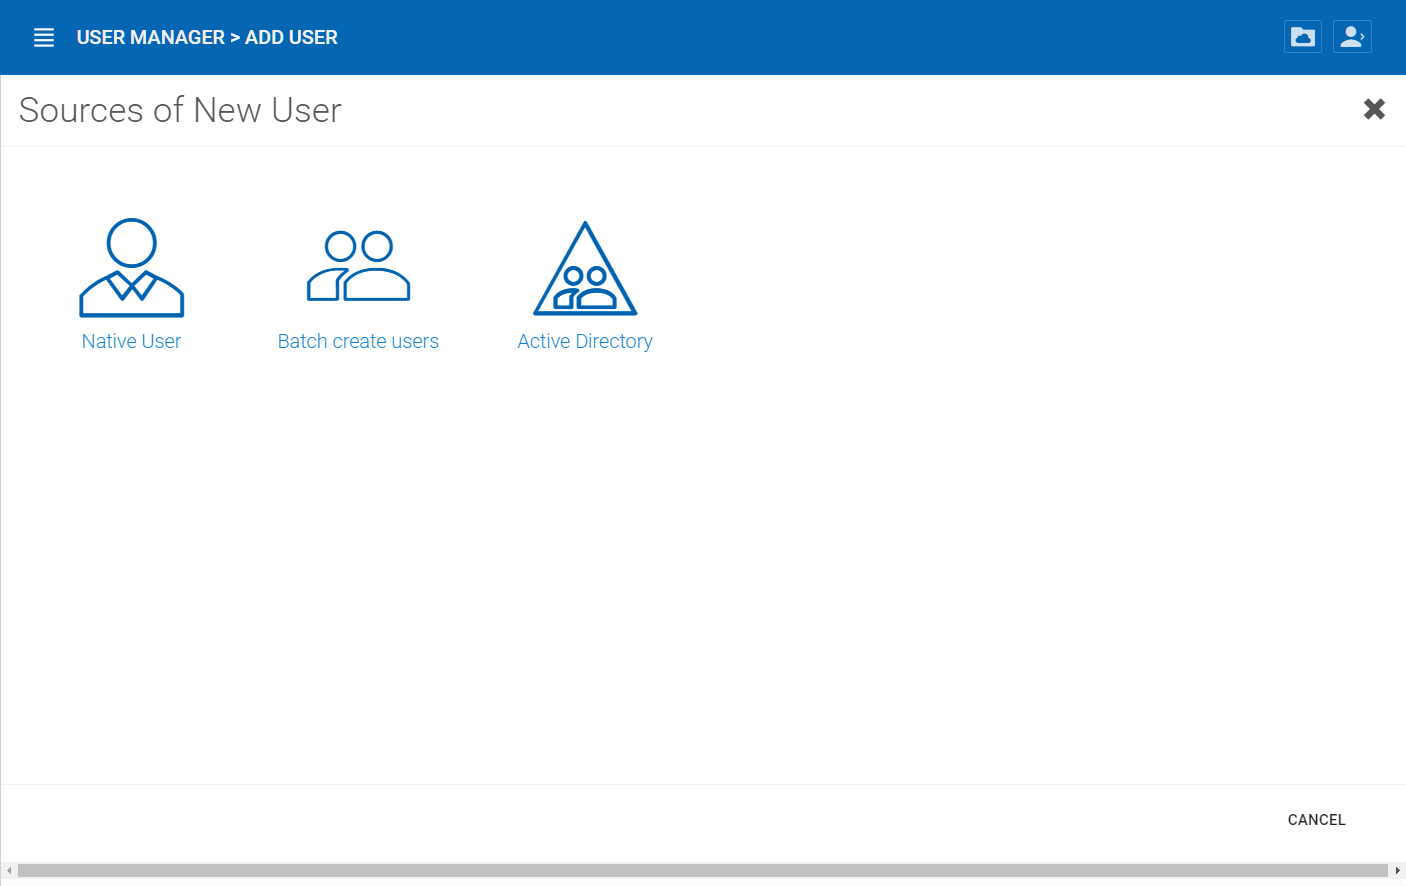 USER MANAGER > ADD USER
Sources of New User
Native User
Batch create users
Active Directory
CANCEL